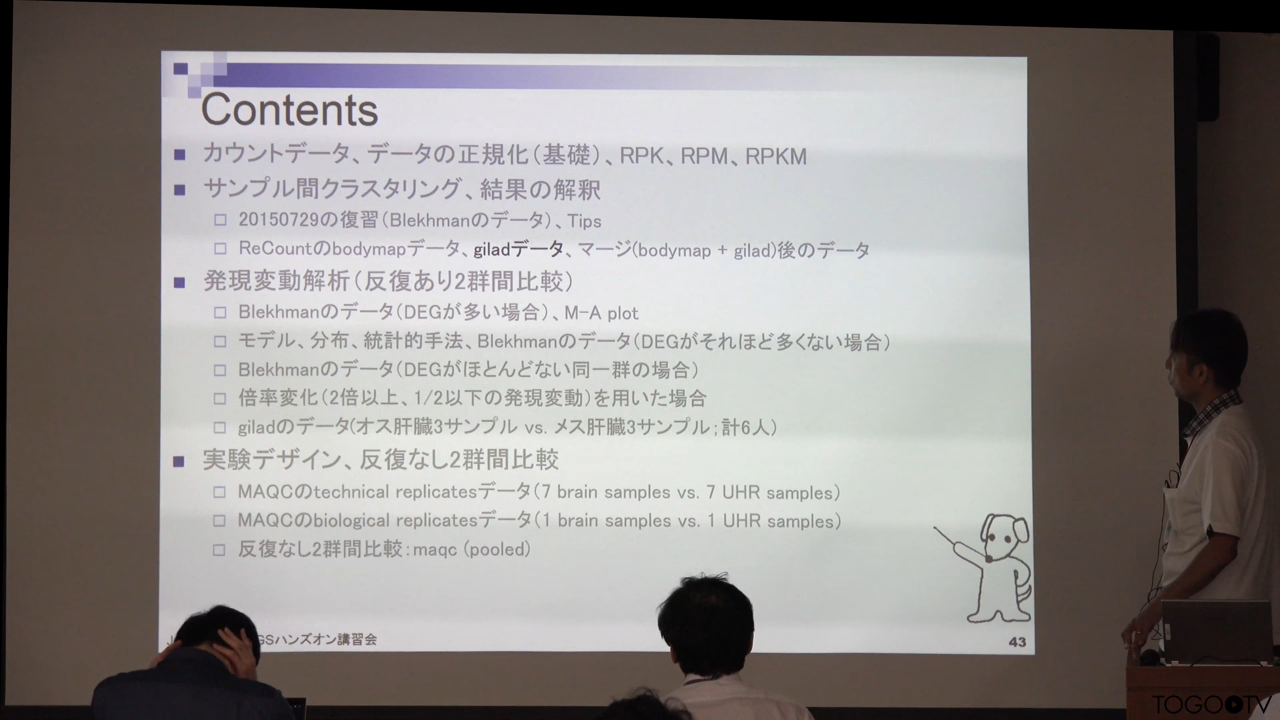 Contents
カウントデータ、データの正規化（基礎）、RPK、RPM、RPKM
サンプル間クラスタリング、結果の解釈
20150729の復習（Blekhmanのデータ）、Tips
ReCountのbodymapデータ、giladデータ、マージ(bodymap + gilad)後のデータ
発現変動解析（反復あり2群間比較）
Blekhmanのデータ（DEGが多い場合）、M-A plot
モデル、分布、統計的手法、Blekhmanのデータ（DEGがそれほど多くない場合）
Blekhmanのデータ（DEGがほとんどない同一群の場合）
倍率変化（2倍以上、1/2以下の発現変動）を用いた場合
giladのデータ(オス肝臓3サンプル vs. メス肝臓3サンプル；計6人）
実験デザイン、反復なし2群間比較
MAQCのtechnical replicatesデータ（7 brain samples vs. 7 UHR samples）
MAQCのbiological replicatesデータ（1 brain samples vs. 1 UHR samples）
反復なし2群間比較：maqc (pooled)
GSハンズオン講習会
43
TOGOTV